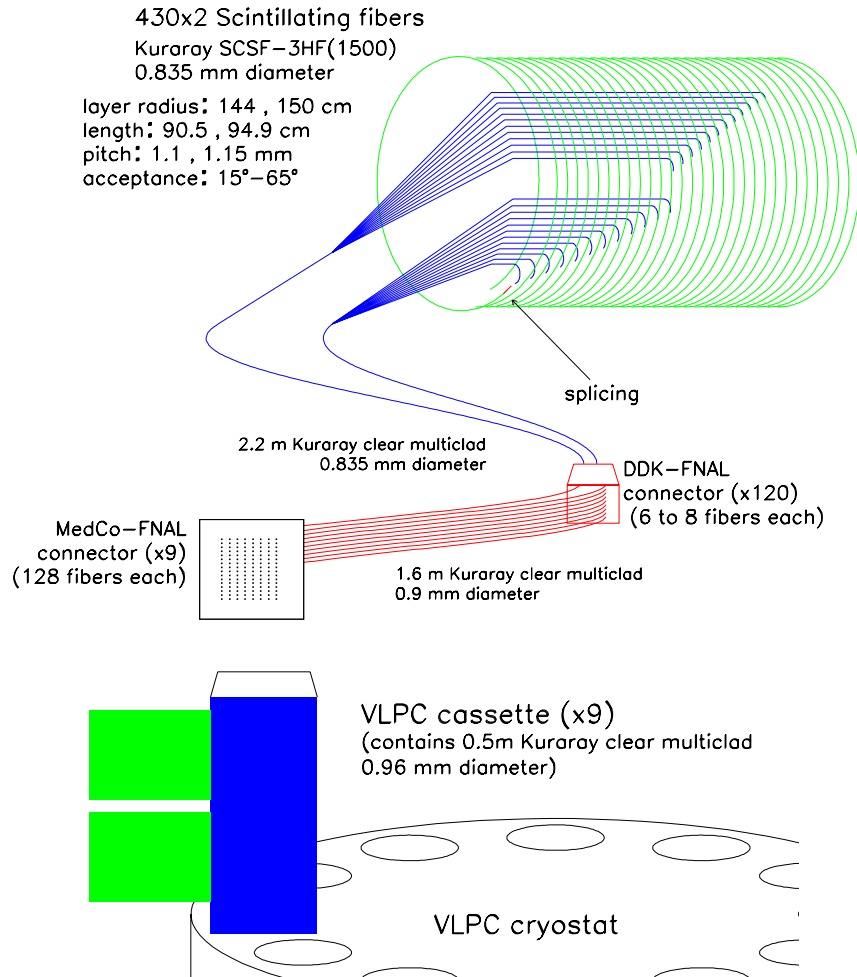 430x2 Scintillating fibers
Kuraray SCSF-3HF(1500)
0.835 mm diameter
layer radius: 144 , 150 cm
length: 90.5 , 94.9 cm
pitch: 1.1 , 1.15 mm
acceptance: 15°-65°
splicing
2.2 m Kuraray clear multiclad
0.835 mm diameter
DDK-FNAL
connector (x120)
(6 to 8 fibers each)
MedCo-FNAL
connector (x9)
(128 fibers each)
1.6 m Kuraray clear multiclad
0.9 mm diameter
VLPC cassette (x9)
(contains 0.5m Kuraray clear multiclad
0.96 mm diameter)
VLPC cryostat